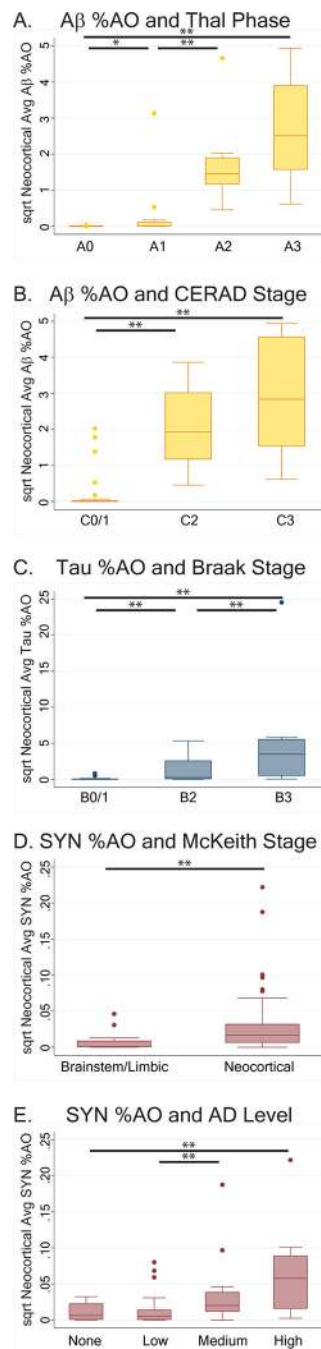 A. Aβ %AO and Thal Phase
sqrt Neocortical Avg Aβ %AO
5
4
3
2
1
0
*
**
**
A0 A1 A2 A3
B. Aβ %AO and CERAD Stage
sqrt Neocortical Avg Aβ %AO
5
4
3
2
1
0
**
**
C0/1 C2 C3
C. Tau %AO and Braak Stage
sqrt Neocortical Avg Tau %AO
25
20
15
10
5
0
**
**
**
B0/1 B2 B3
D. SYN %AO and McKeith Stage
sqrt Neocortical Avg SYN %AO
.25
.20
.15
.10
.05
0
**
Brainstem/Limbic Neocortical
E. SYN %AO and AD Level
sqrt Neocortical Avg SYN %AO
.25
.20
.15
.10
.05
0
**
**
None Low Medium High